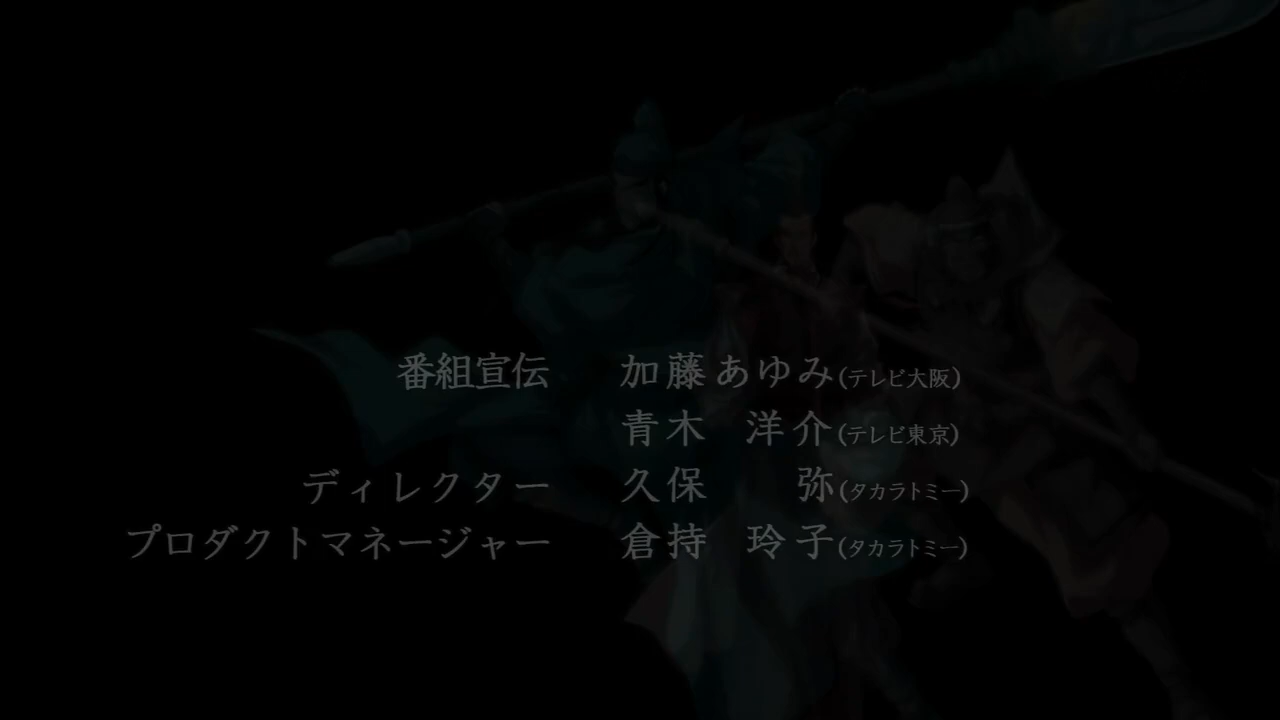 番組宣伝 加藤あゆみ(テレビ大阪)
青木 洋介(テレビ東京)
ディレクター 久保 弥(タカラトミー)
プロダクトマネージャー 倉持 玲子(タカラトミー)